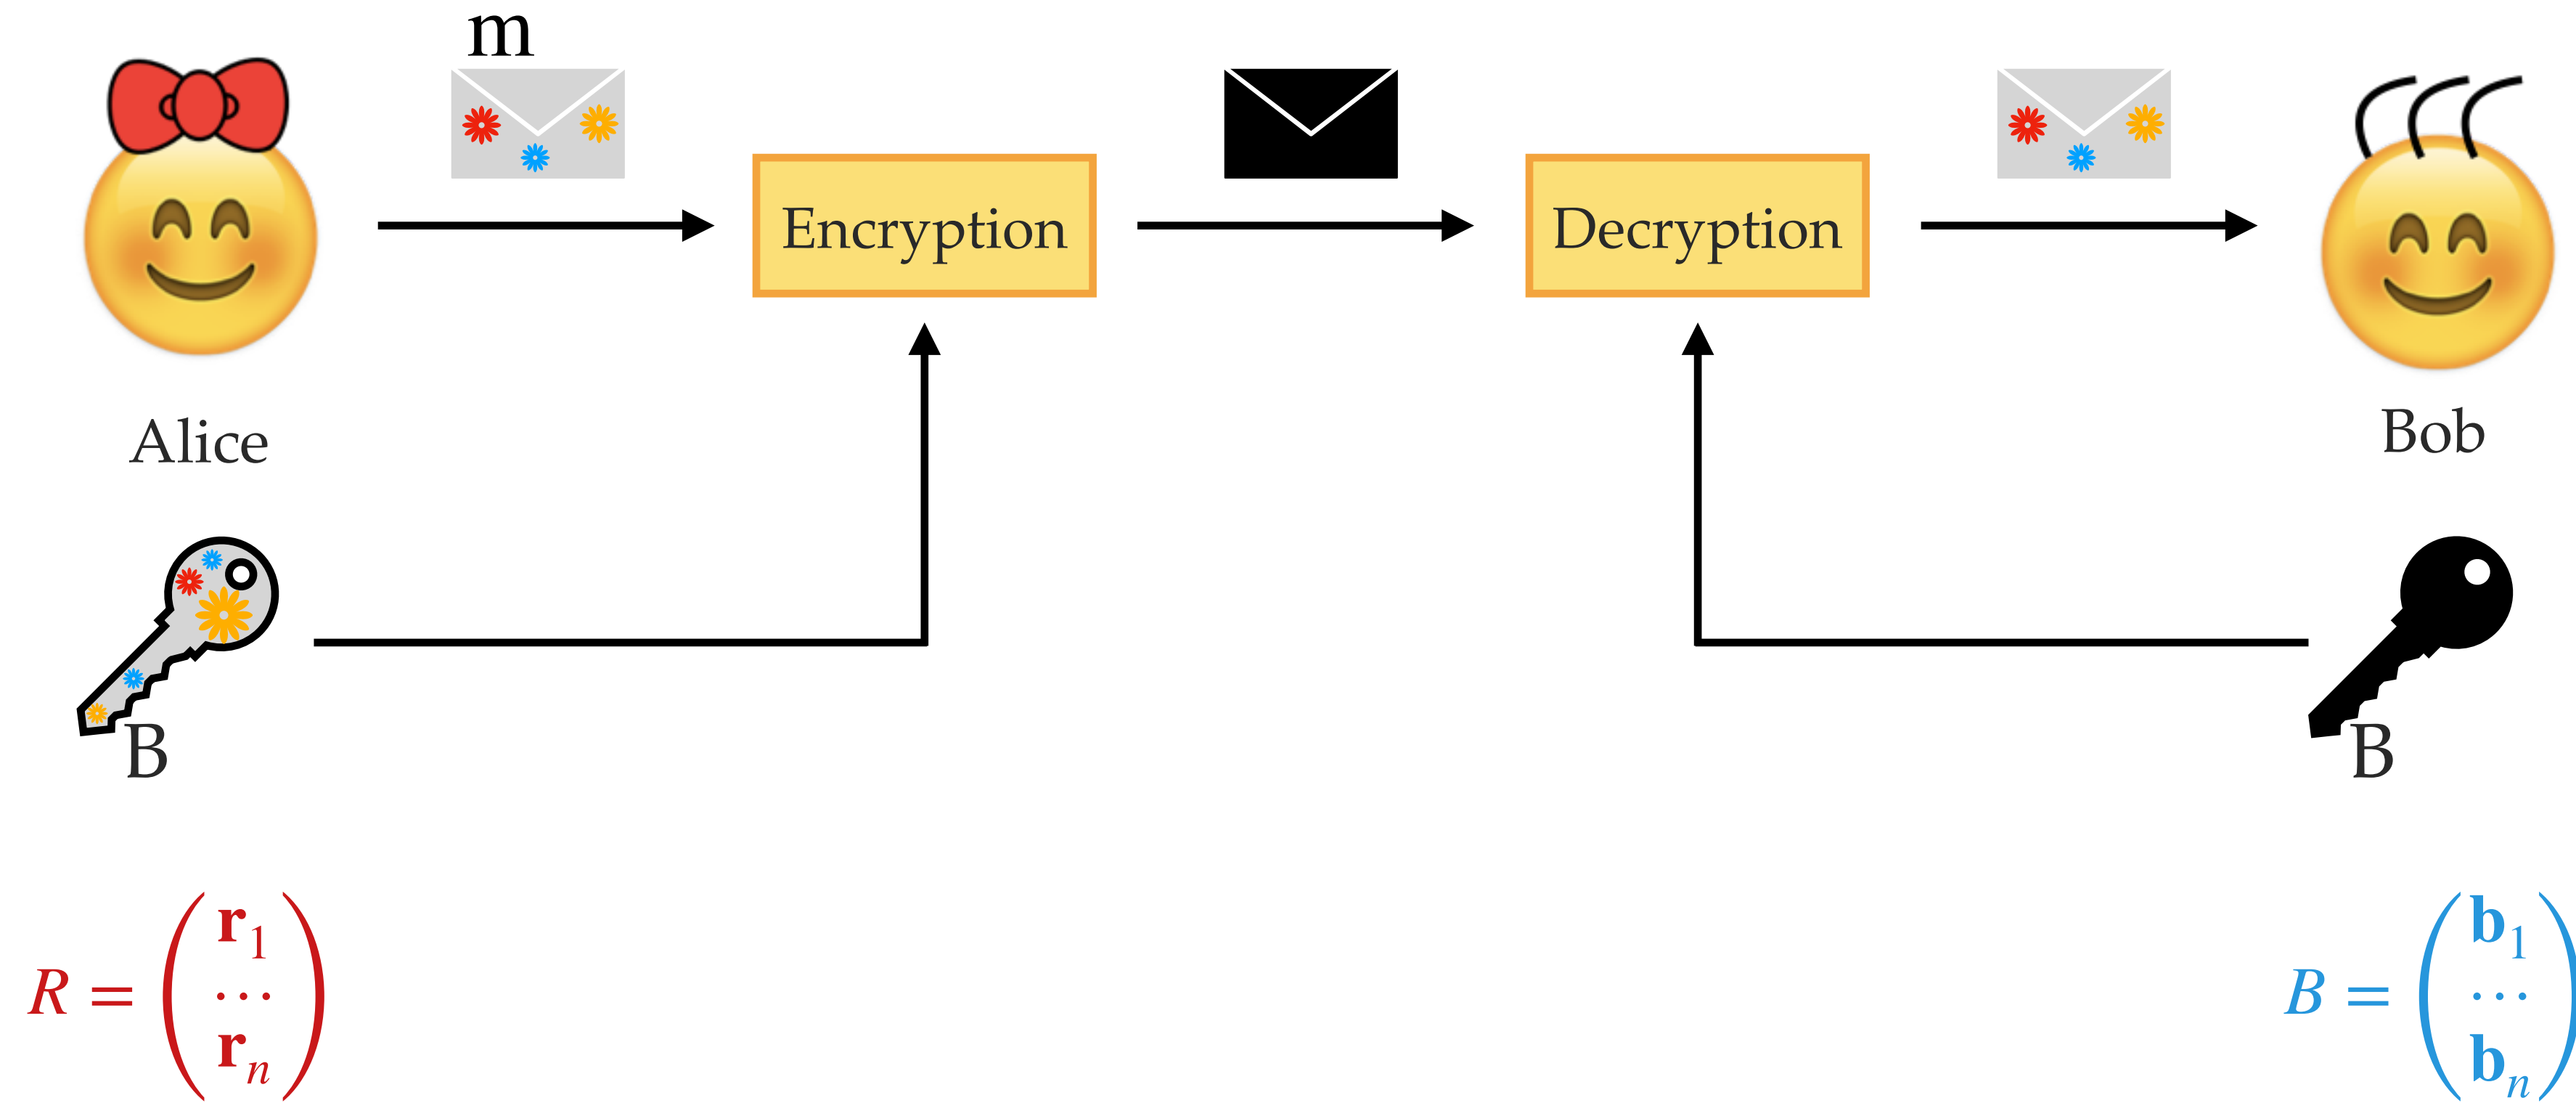 m
Encryption
Decryption
Alice
Bob
B
B
R = ( r₁ ⋯ rₙ )
B = ( b₁ ⋯ bₙ )